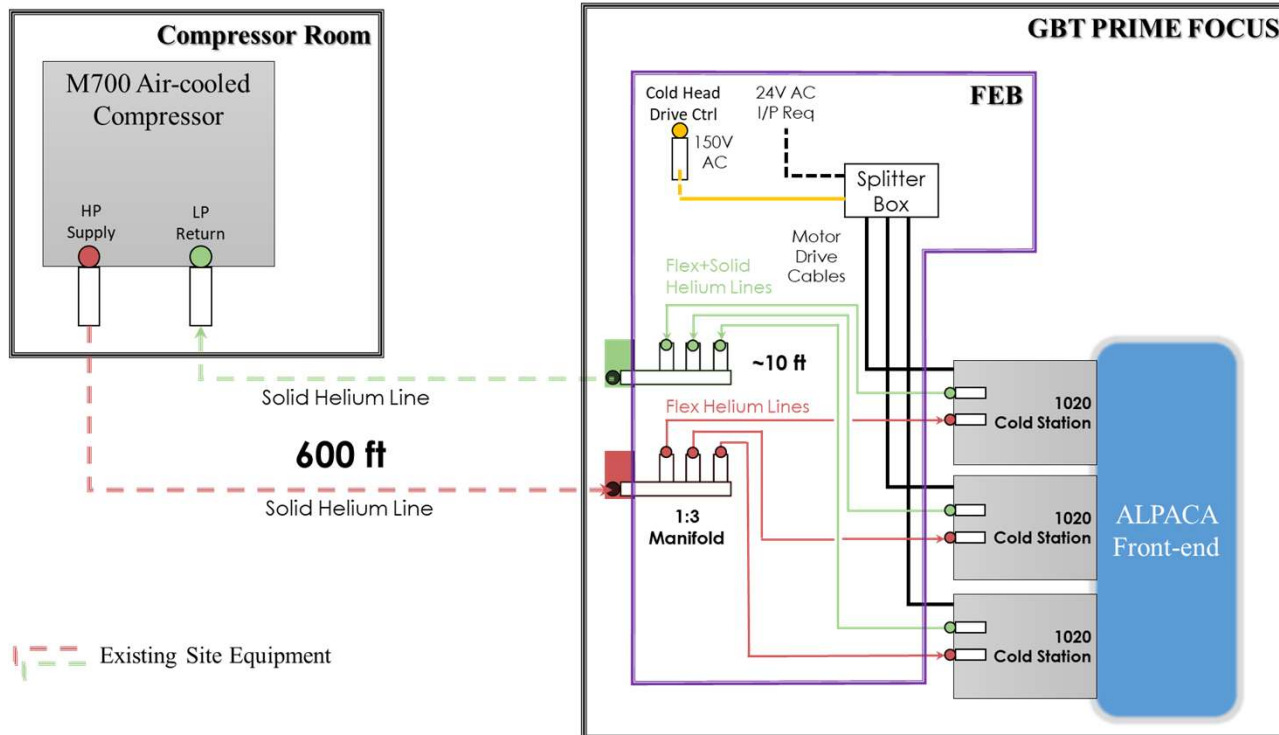 Compressor Room
M700 Air-cooled
Compressor
HP
Supply
LP
Return
Solid Helium Line
600 ft
Solid Helium Line
Existing Site Equipment
GBT PRIME FOCUS
FEB
Cold Head
Drive Ctrl
150V
AC
24V AC
I/P Req
Splitter
Box
Motor
Drive
Cables
Flex+Solid
Helium Lines
~10 ft
Flex Helium Lines
1:3
Manifold
1020
Cold Station
1020
Cold Station
1020
Cold Station
ALPACA
Front-end